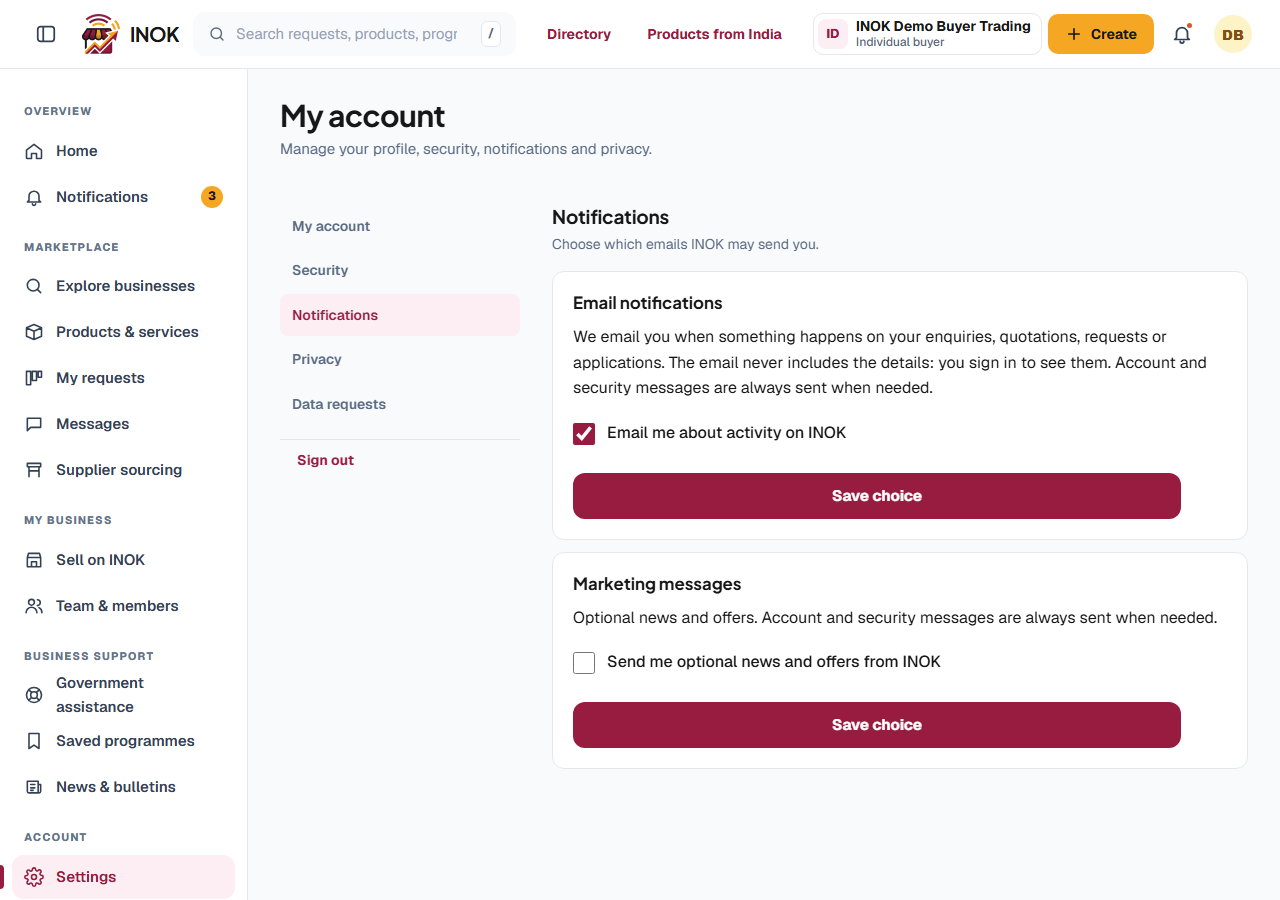 INOK
Search requests, products, progr
/
Directory
Products from India
ID
INOK Demo Buyer Trading
Individual buyer
Create
DB
OVERVIEW
Home
Notifications
3
MARKETPLACE
Explore businesses
Products & services
My requests
Messages
Supplier sourcing
MY BUSINESS
Sell on INOK
Team & members
BUSINESS SUPPORT
Government
assistance
Saved programmes
News & bulletins
ACCOUNT
Settings
My account
Manage your profile, security, notifications and privacy.
My account
Security
Notifications
Privacy
Data requests
Sign out
Notifications
Choose which emails INOK may send you.
Email notifications
We email you when something happens on your enquiries, quotations, requests or
applications. The email never includes the details: you sign in to see them. Account and
security messages are always sent when needed.
Email me about activity on INOK
Save choice
Marketing messages
Optional news and offers. Account and security messages are always sent when needed.
Send me optional news and offers from INOK
Save choice